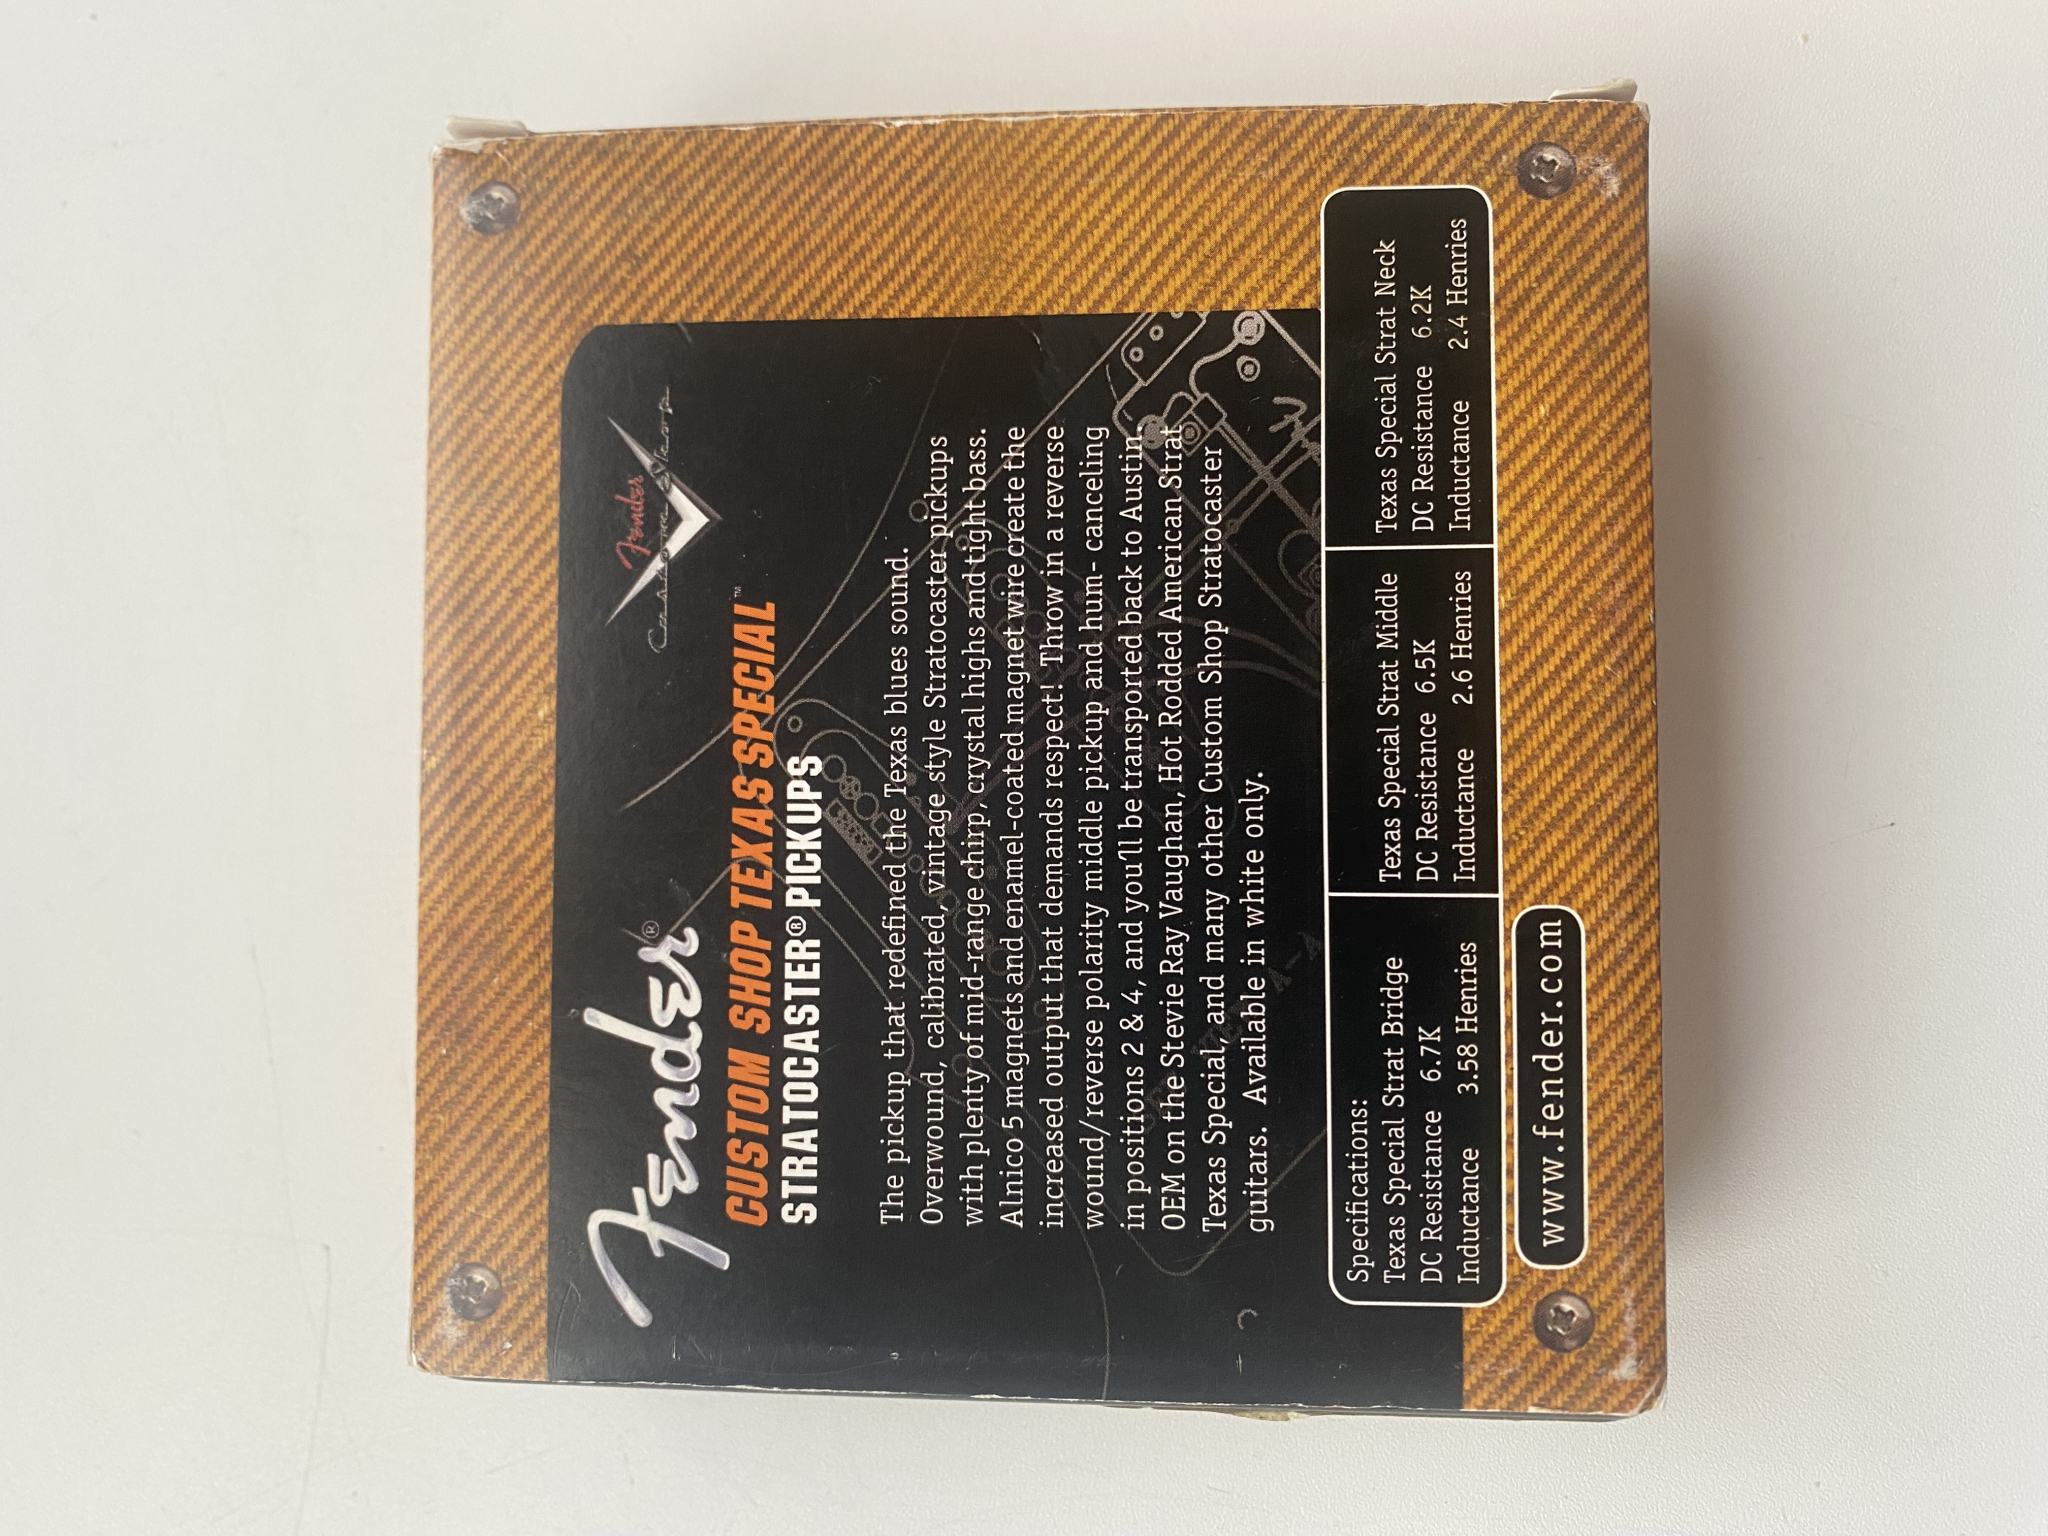 Fender®
Fender
Custom Shop
CUSTOM SHOP TEXAS SPECIAL™
STRATOCASTER® PICKUPS
The pickup that redefined the Texas blues sound.
Overwound, calibrated, vintage style Stratocaster pickups
with plenty of mid-range chirp, crystal highs and tight bass.
Alnico 5 magnets and enamel-coated magnet wire create the
increased output that demands respect! Throw in a reverse
wound/reverse polarity middle pickup and hum- canceling
in positions 2 & 4, and you'll be transported back to Austin.
OEM on the Stevie Ray Vaughan, Hot Rodded American Strat
Texas Special, and many other Custom Shop Stratocaster
guitars. Available in white only.
Specifications:
Texas Special Strat Bridge
DC Resistance 6.7K
Inductance 3.58 Henries
Texas Special Strat Middle
DC Resistance 6.5K
Inductance 2.6 Henries
Texas Special Strat Neck
DC Resistance 6.2K
Inductance 2.4 Henries
www.fender.com